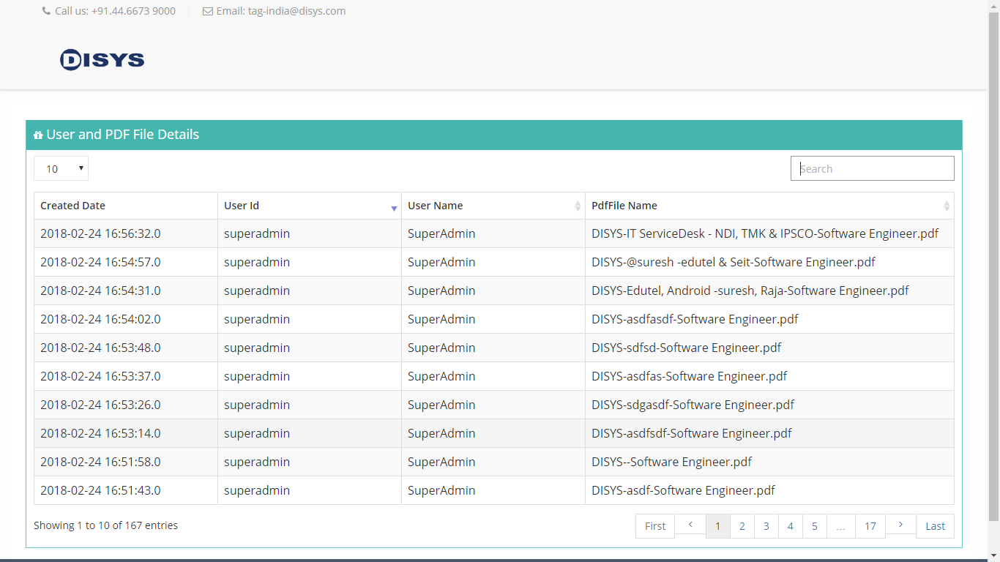 Call us: +91.44.6673 9000 Email: tag-india@disys.com
DISYS
User and PDF File Details
10 Search
Created Date User Id User Name PdfFile Name
2018-02-24 16:56:32.0 superadmin SuperAdmin DISYS-IT ServiceDesk - NDI, TMK & IPSCO-Software Engineer.pdf
2018-02-24 16:54:57.0 superadmin SuperAdmin DISYS-@suresh -edutel & Seit-Software Engineer.pdf
2018-02-24 16:54:31.0 superadmin SuperAdmin DISYS-Edutel, Android -suresh, Raja-Software Engineer.pdf
2018-02-24 16:54:02.0 superadmin SuperAdmin DISYS-asdfasdf-Software Engineer.pdf
2018-02-24 16:53:48.0 superadmin SuperAdmin DISYS-sdfsd-Software Engineer.pdf
2018-02-24 16:53:37.0 superadmin SuperAdmin DISYS-asdfas-Software Engineer.pdf
2018-02-24 16:53:26.0 superadmin SuperAdmin DISYS-sdgasdf-Software Engineer.pdf
2018-02-24 16:53:14.0 superadmin SuperAdmin DISYS-asdfsdf-Software Engineer.pdf
2018-02-24 16:51:58.0 superadmin SuperAdmin DISYS--Software Engineer.pdf
2018-02-24 16:51:43.0 superadmin SuperAdmin DISYS-asdf-Software Engineer.pdf
Showing 1 to 10 of 167 entries First ‹ 1 2 3 4 5 ... 17 › Last